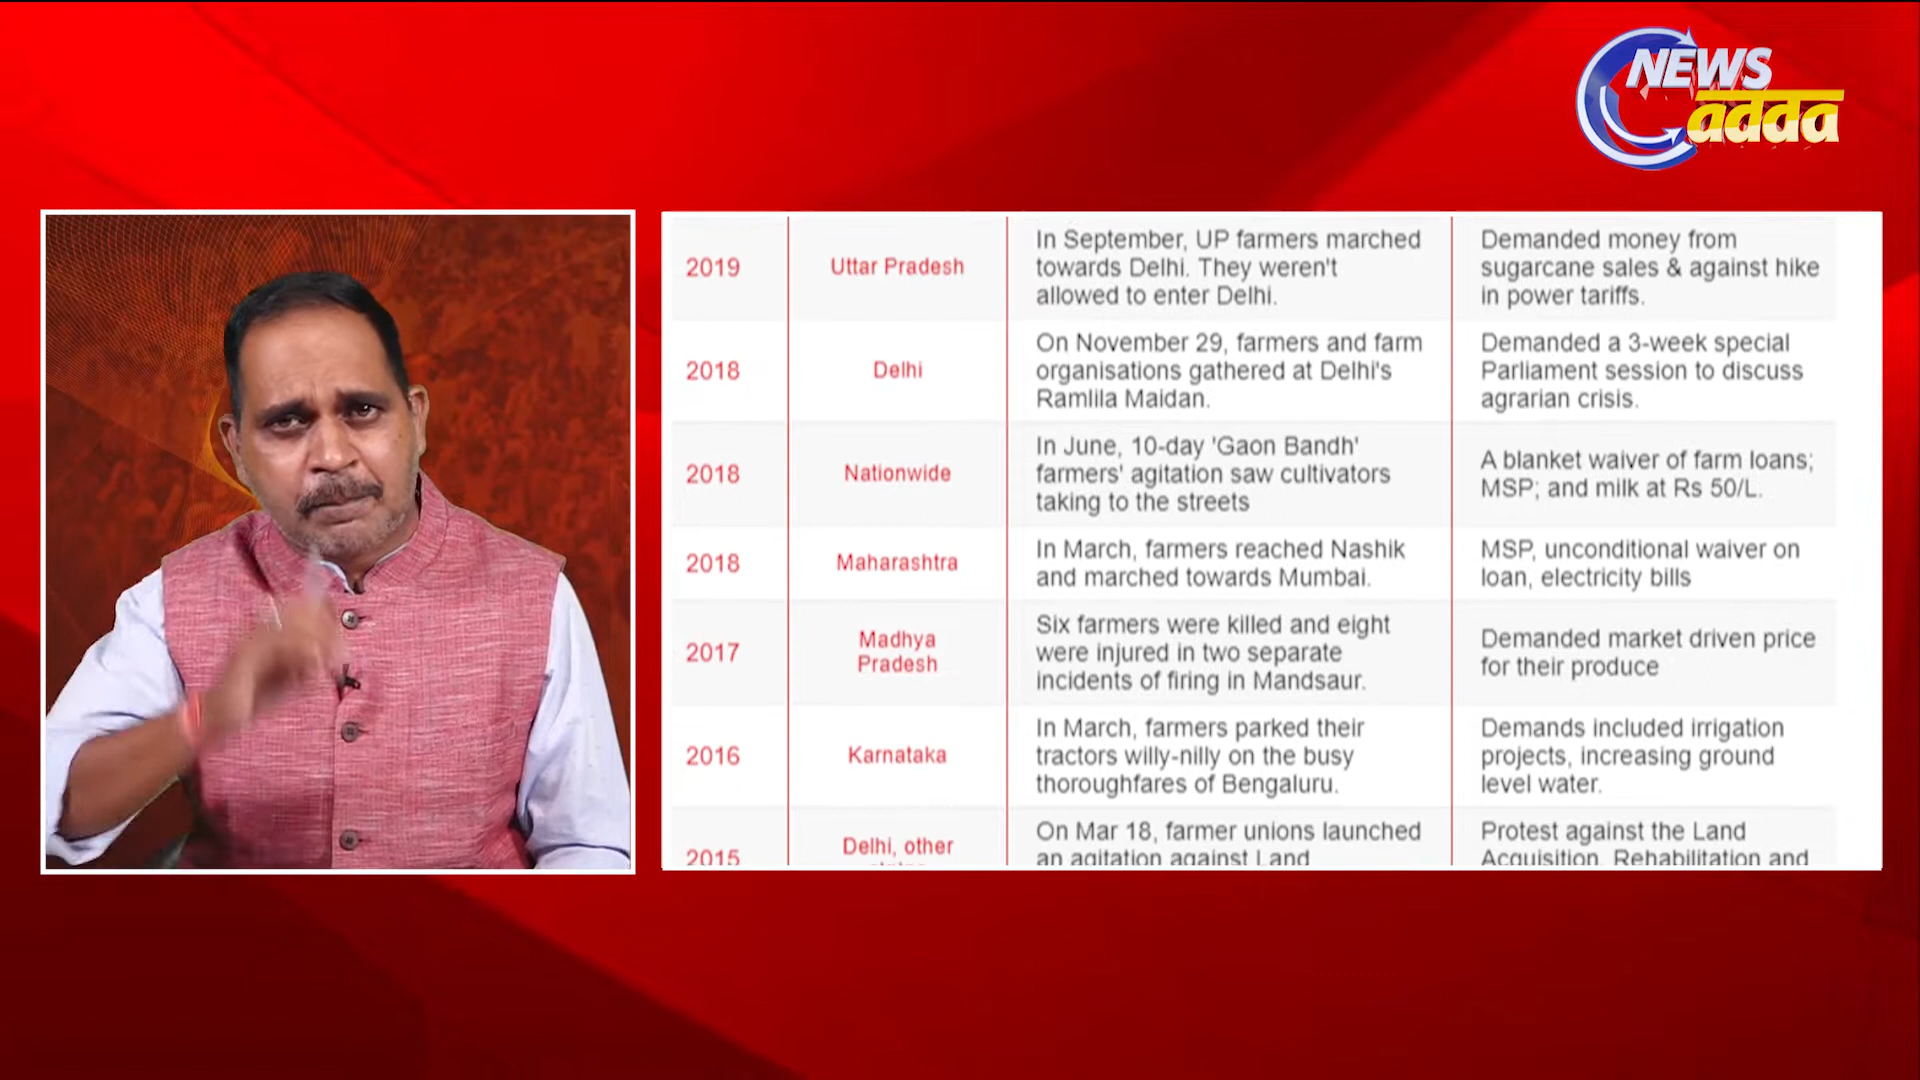 NEWS
adda
2019
Uttar Pradesh
In September, UP farmers marched
towards Delhi. They weren't
allowed to enter Delhi.
Demanded money from
sugarcane sales & against hike
in power tariffs.
2018
Delhi
On November 29, farmers and farm
organisations gathered at Delhi's
Ramlila Maidan.
Demanded a 3-week special
Parliament session to discuss
agrarian crisis.
2018
Nationwide
In June, 10-day 'Gaon Bandh'
farmers' agitation saw cultivators
taking to the streets
A blanket waiver of farm loans;
MSP; and milk at Rs 50/L.
2018
Maharashtra
In March, farmers reached Nashik
and marched towards Mumbai.
MSP, unconditional waiver on
loan, electricity bills
2017
Madhya
Pradesh
Six farmers were killed and eight
were injured in two separate
incidents of firing in Mandsaur.
Demanded market driven price
for their produce
2016
Karnataka
In March, farmers parked their
tractors willy-nilly on the busy
thoroughfares of Bengaluru.
Demands included irrigation
projects, increasing ground
level water.
2015
Delhi, other
On Mar 18, farmer unions launched
an agitation against Land
Protest against the Land
Acquisition, Rehabilitation and